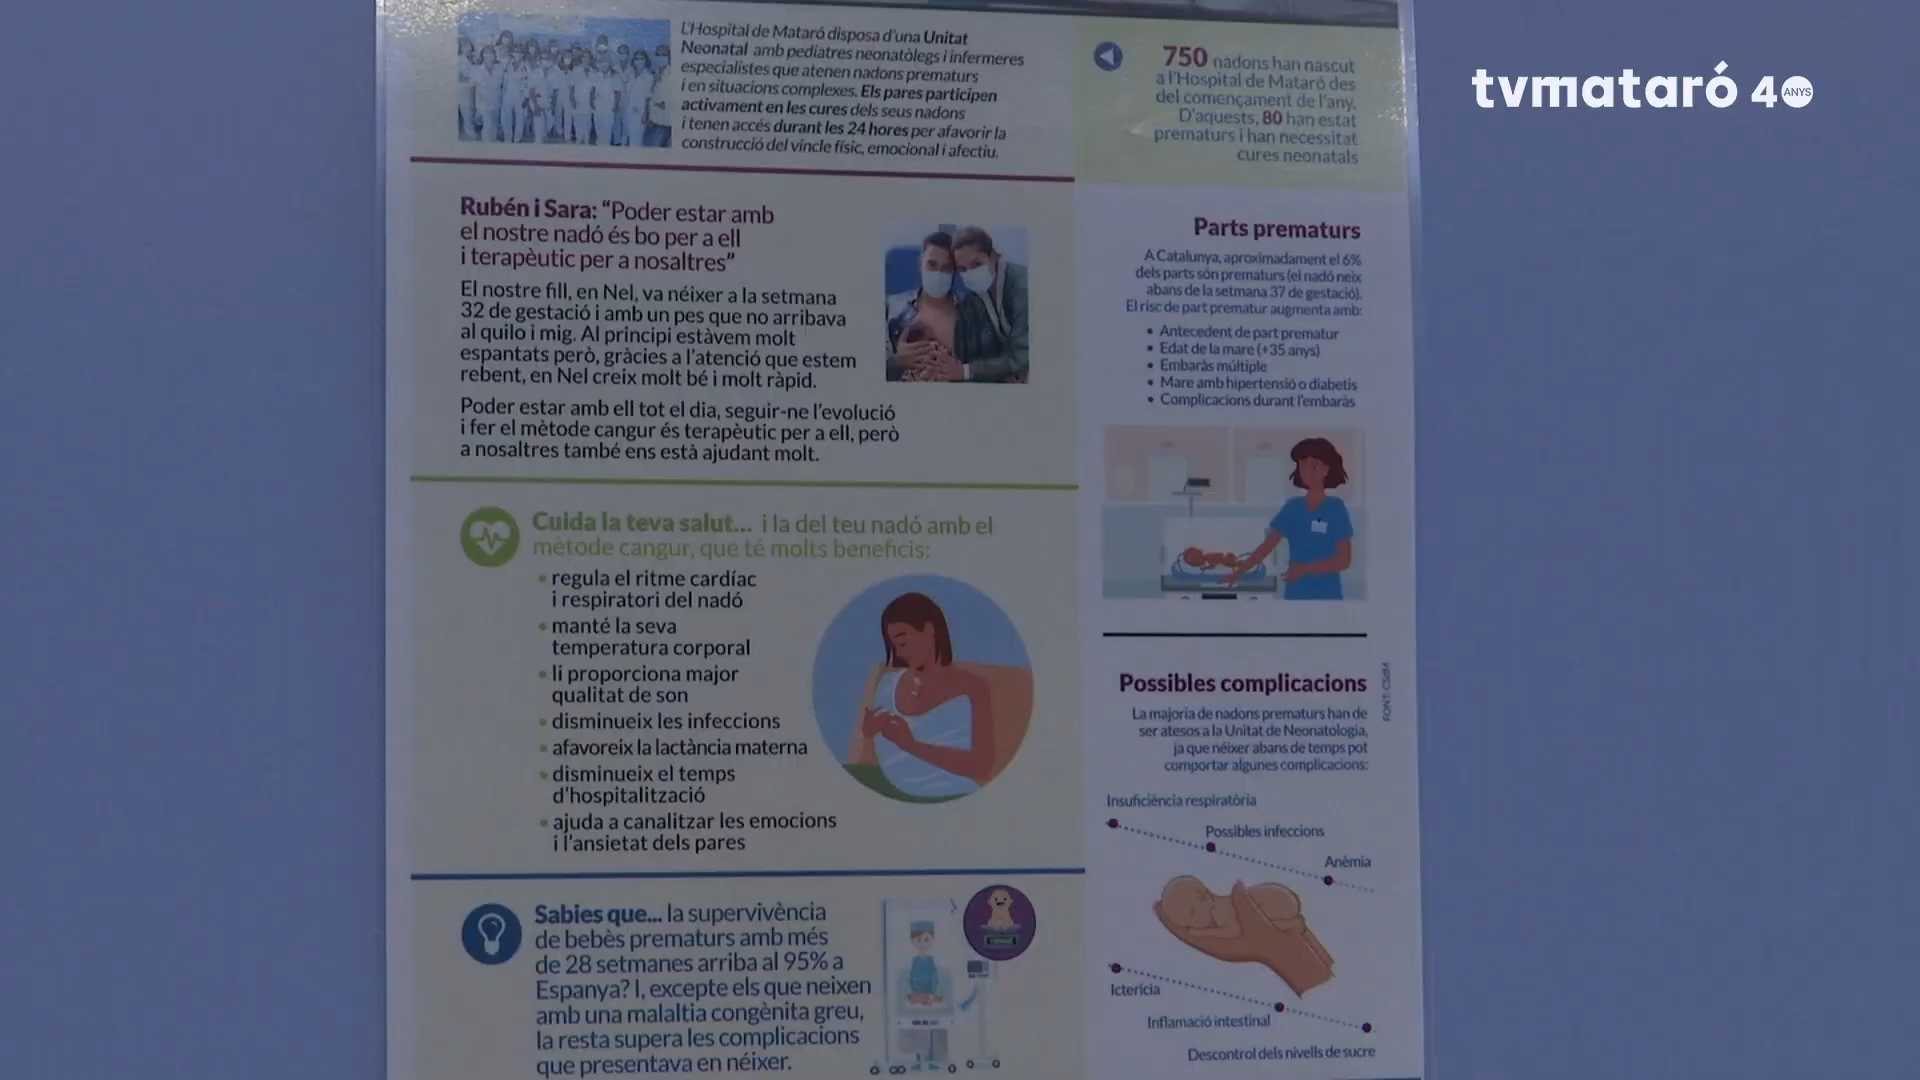 L'Hospital de Mataró disposa d'una Unitat
Neonatal amb pediatres neonatòlegs i infermeres
especialistes que atenen nadons prematurs
i en situacions complexes. Els pares participen
activament en les cures dels seus nadons
i tenen accés durant les 24 hores per afavorir la
construcció del vincle físic, emocional i afectiu.
750 nadons han nascut
a l'Hospital de Mataró des
del començament de l'any.
D'aquests, 80 han estat
prematurs i han necessitat
cures neonatals
tvmataró 40
ANYS
Rubén i Sara: “Poder estar amb
el nostre nadó és bo per a ell
i terapèutic per a nosaltres”
El nostre fill, en Nel, va néixer a la setmana
32 de gestació i amb un pes que no arribava
al quilo i mig. Al principi estàvem molt
espantats però, gràcies a l'atenció que estem
rebent, en Nel creix molt bé i molt ràpid.
Poder estar amb ell tot el dia, seguir-ne l'evolució
i fer el mètode cangur és terapèutic per a ell, però
a nosaltres també ens està ajudant molt.
Cuida la teva salut... i la del teu nadó amb el
mètode cangur, que té molts beneficis:
• regula el ritme cardíac
i respiratori del nadó
• manté la seva
temperatura corporal
• li proporciona major
qualitat de son
• disminueix les infeccions
• afavoreix la lactància materna
• disminueix el temps
d'hospitalització
• ajuda a canalitzar les emocions
i l'ansietat dels pares
Sabies que... la supervivència
de bebès prematurs amb més
de 28 setmanes arriba al 95% a
Espanya? I, excepte els que neixen
amb una malaltia congènita greu,
la resta supera les complicacions
que presentava en néixer.
Parts prematurs
A Catalunya, aproximadament el 6%
dels parts són prematurs (el nadó neix
abans de la setmana 37 de gestació).
El risc de part prematur augmenta amb:
• Antecedent de part prematur
• Edat de la mare (+35 anys)
• Embaràs múltiple
• Mare amb hipertensió o diabetis
• Complicacions durant l'embaràs
Possibles complicacions
La majoria de nadons prematurs han de
ser atesos a la Unitat de Neonatologia,
ja que néixer abans de temps pot
comportar algunes complicacions:
FONT: CSdM
Insuficiència respiratòria
Possibles infeccions
Anèmia
Icterícia
Inflamació intestinal
Descontrol dels nivells de sucre